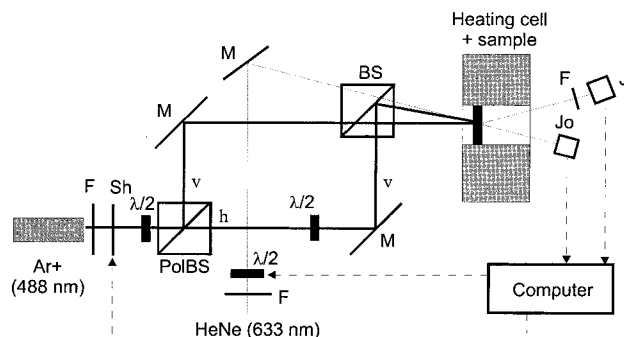 Heating cell
+ sample
M
BS
F
J
M
Jo
F
Sh
λ/2
v
h
λ/2
v
M
PolBS
Ar+
(488 nm)
λ/2
F
HeNe (633 nm)
Computer